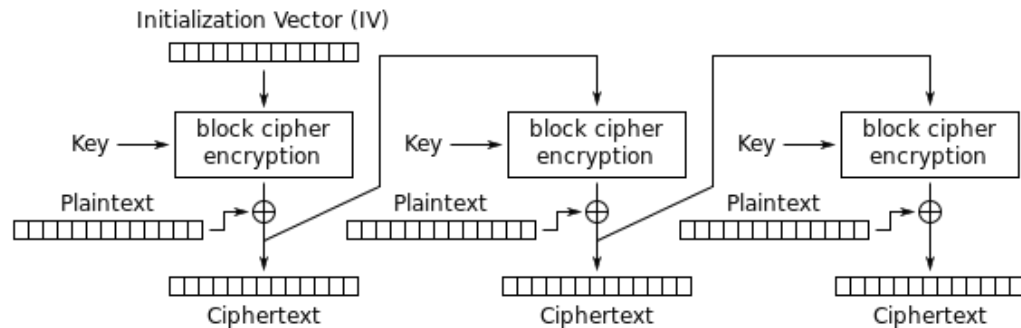 Initialization Vector (IV)
Key
block cipher
encryption
Key
block cipher
encryption
Key
block cipher
encryption
Plaintext
Plaintext
Plaintext
Ciphertext
Ciphertext
Ciphertext